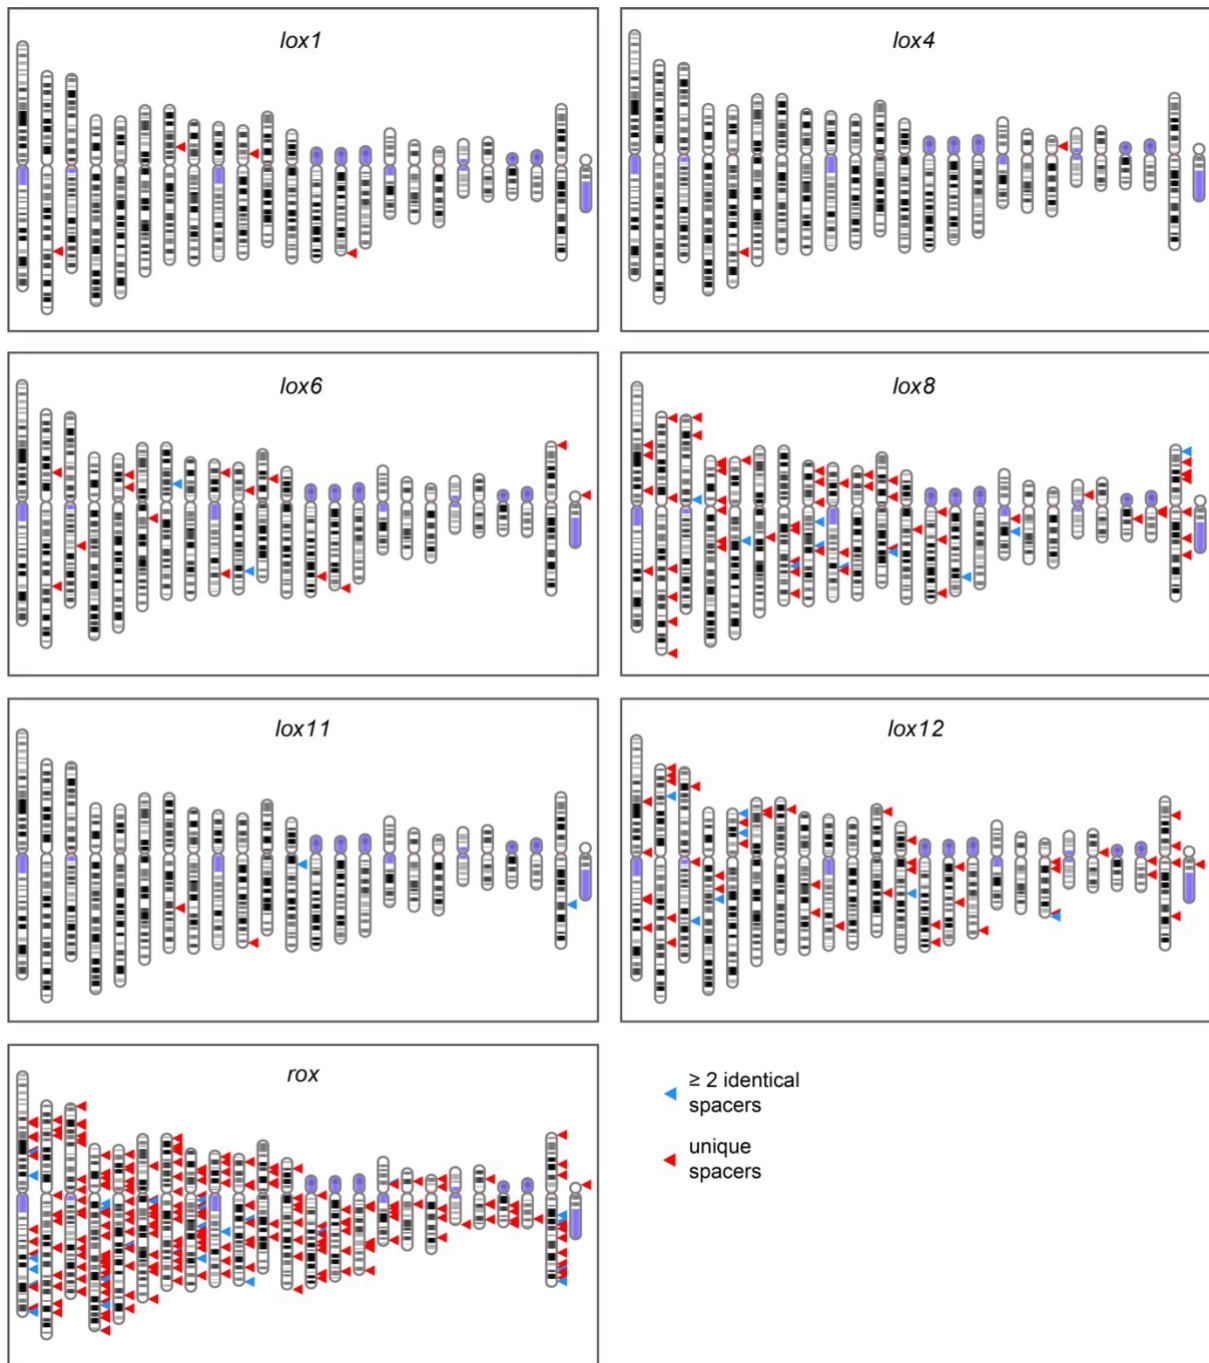 lox1
lox4
lox6
lox8
lox11
lox12
rox
≥ 2 identical
spacers
unique
spacers